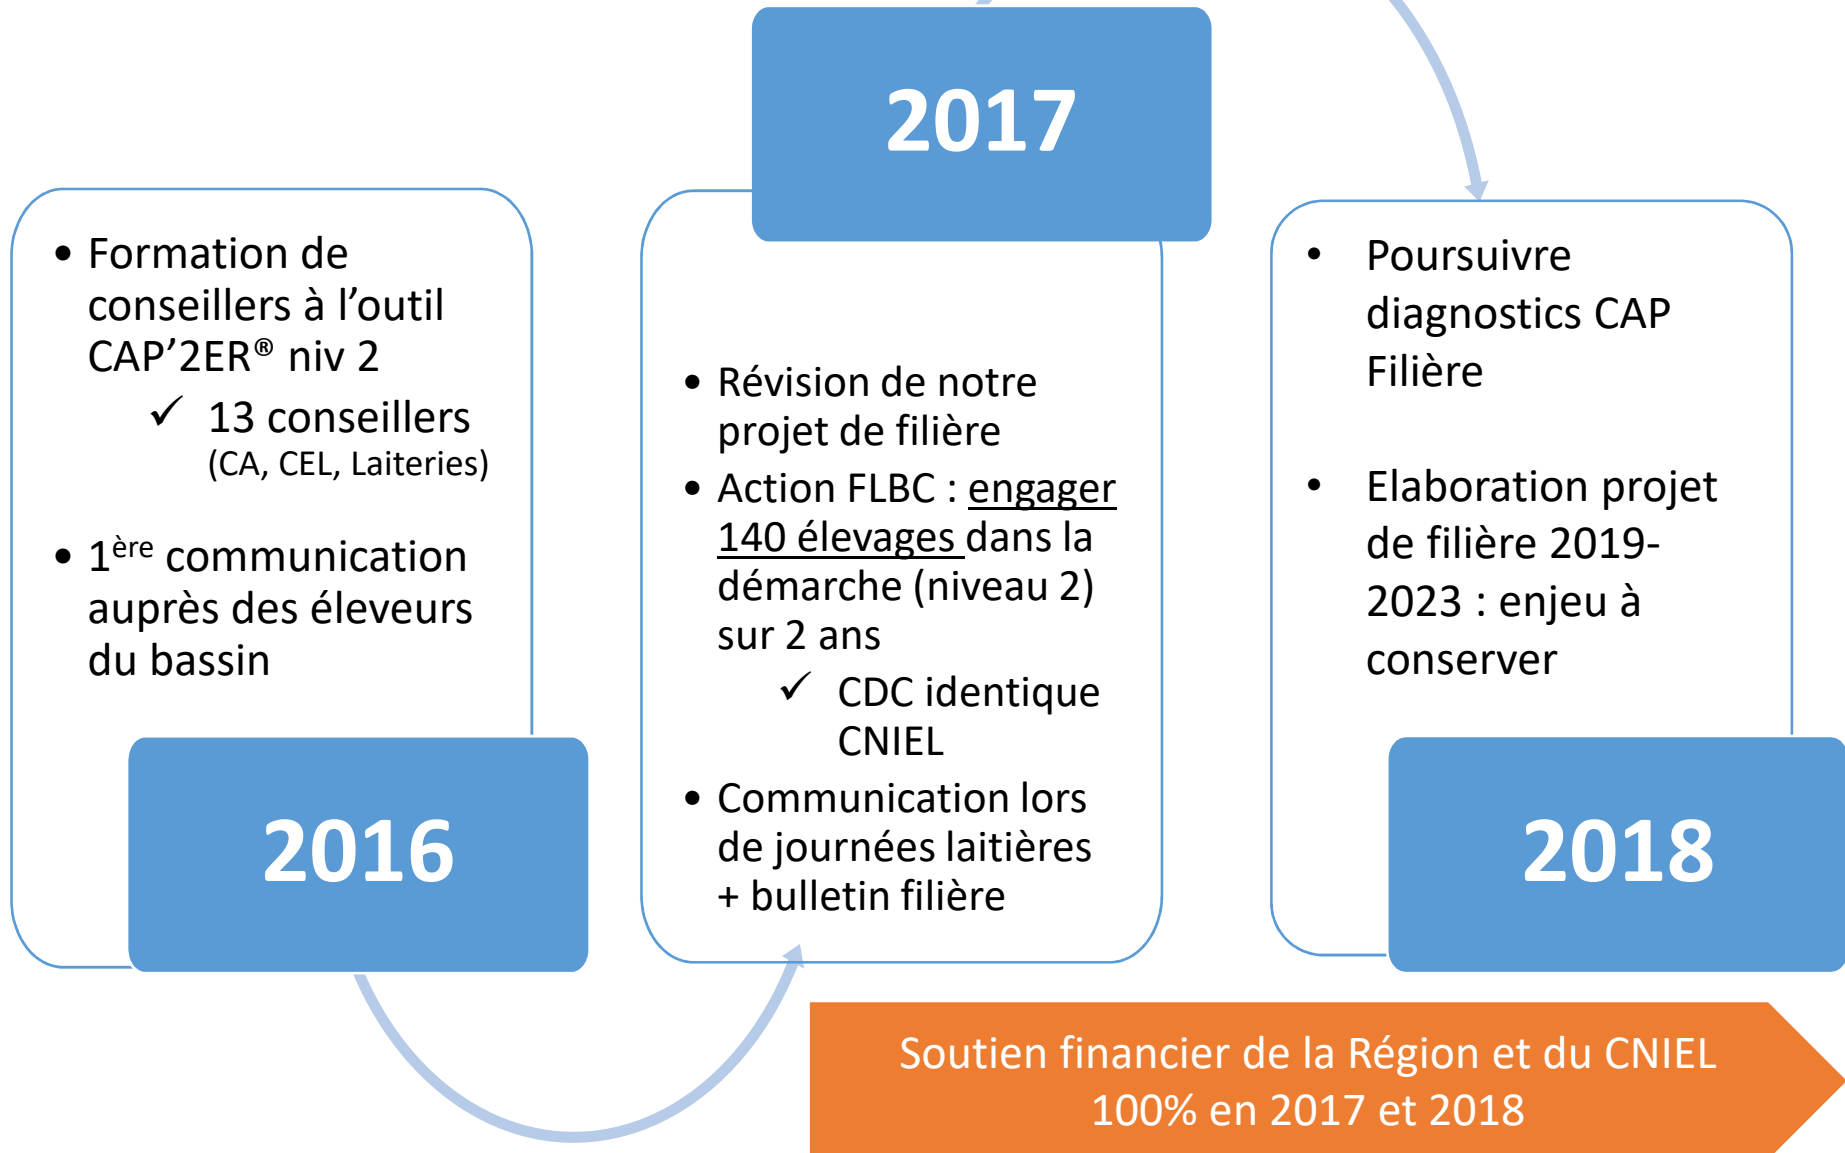 • Formation de
conseillers à l’outil
CAP’2ER® niv 2
✓ 13 conseillers
(CA, CEL, Laiteries)
• 1ère communication
auprès des éleveurs
du bassin
2016
2017
• Révision de notre
projet de filière
• Action FLBC : engager
140 élevages dans la
démarche (niveau 2)
sur 2 ans
✓ CDC identique
CNIEL
• Communication lors
de journées laitières
+ bulletin filière
• Poursuivre
diagnostics CAP
Filière
• Elaboration projet
de filière 2019-
2023 : enjeu à
conserver
2018
Soutien financier de la Région et du CNIEL
100% en 2017 et 2018